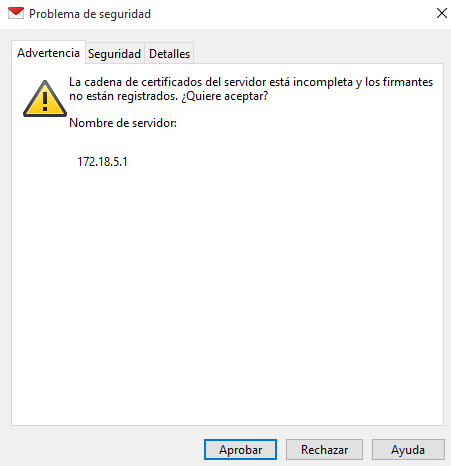 Problema de seguridad
Advertencia
Seguridad
Detalles
La cadena de certificados del servidor está incompleta y los firmantes
no están registrados. ¿Quiere aceptar?
Nombre de servidor:
172.18.5.1
Aprobar
Rechazar
Ayuda